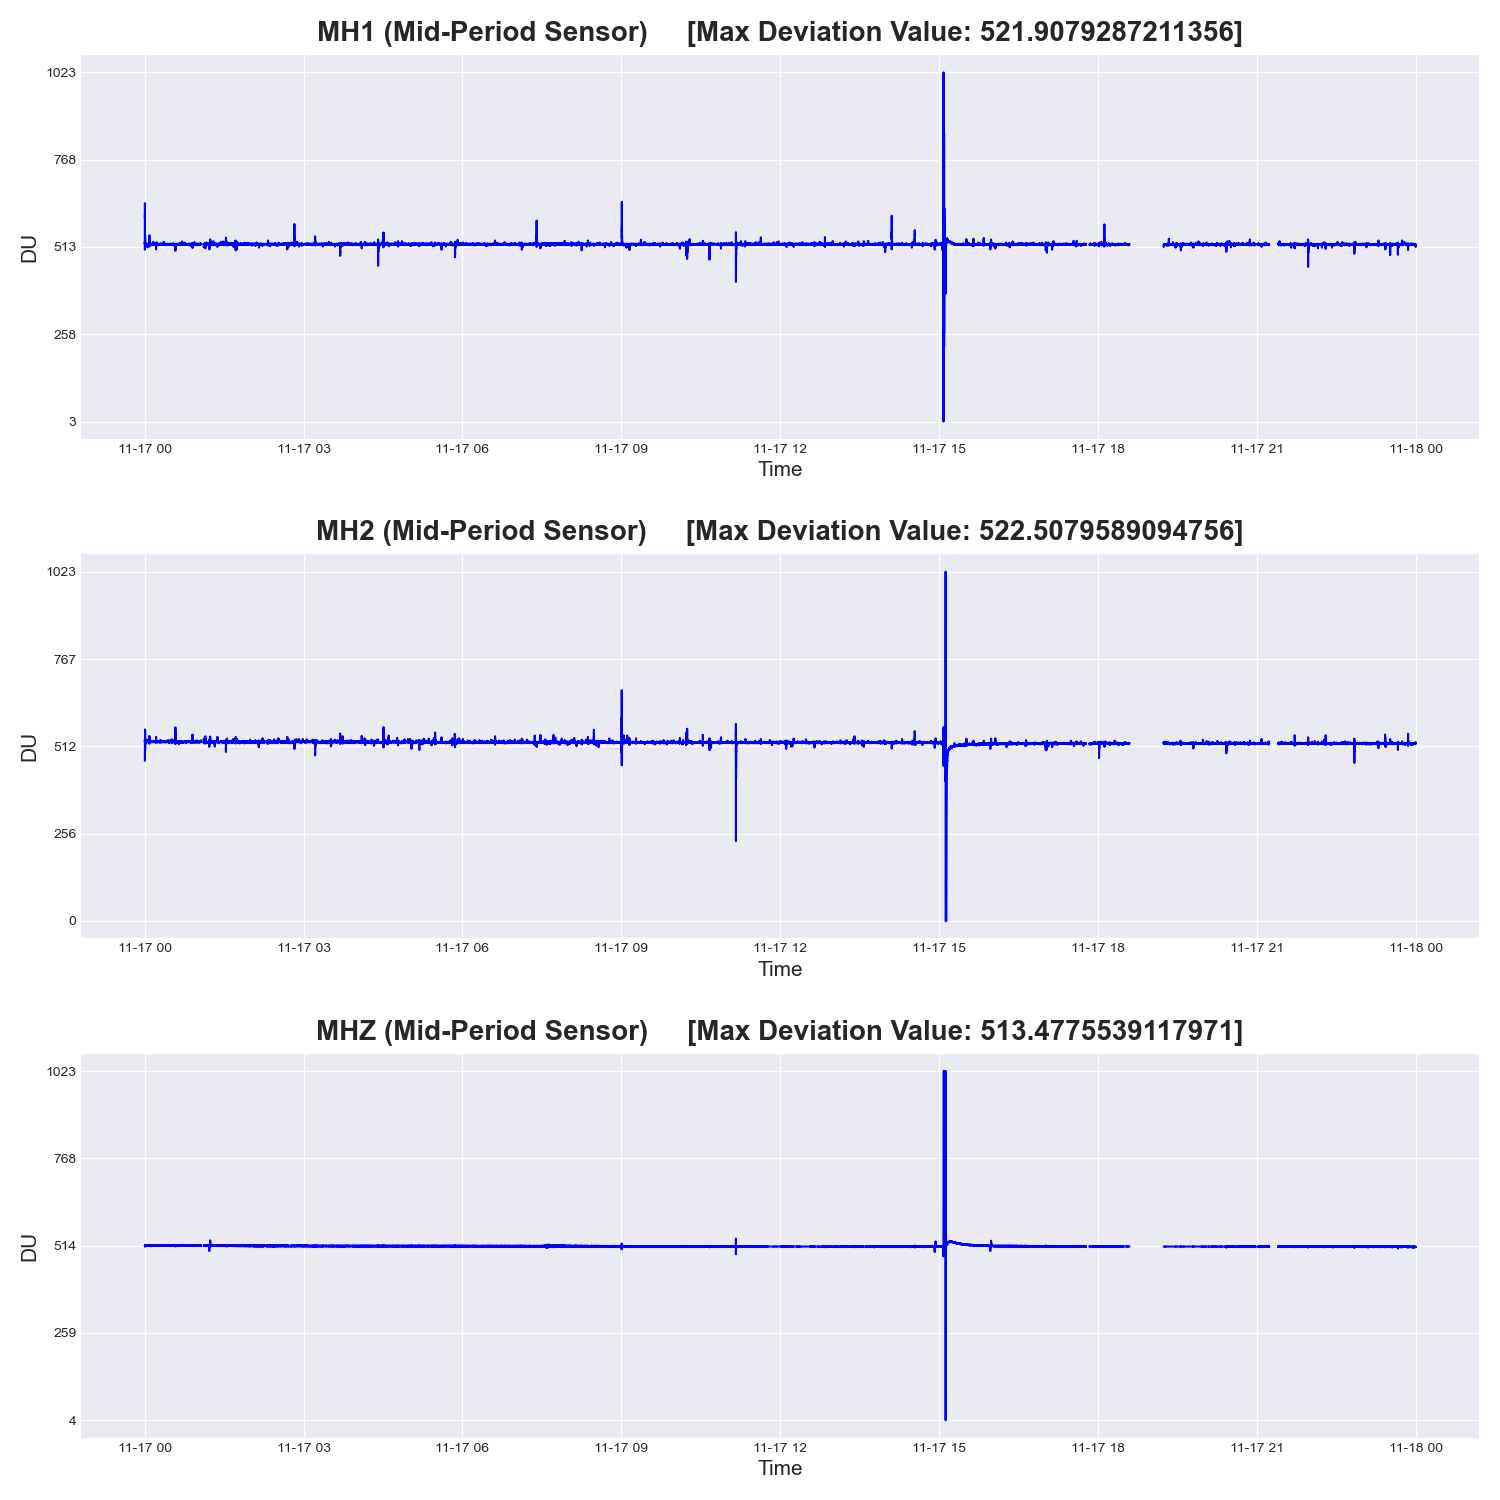 MH1 (Mid-Period Sensor) [Max Deviation Value: 521.9079287211356]
1023
768
513
258
3
DU
11-17 00 11-17 03 11-17 06 11-17 09 11-17 12 11-17 15 11-17 18 11-17 21 11-18 00
Time
MH2 (Mid-Period Sensor) [Max Deviation Value: 522.5079589094756]
1023
767
512
256
0
DU
11-17 00 11-17 03 11-17 06 11-17 09 11-17 12 11-17 15 11-17 18 11-17 21 11-18 00
Time
MHZ (Mid-Period Sensor) [Max Deviation Value: 513.4775539117971]
1023
768
514
259
4
DU
11-17 00 11-17 03 11-17 06 11-17 09 11-17 12 11-17 15 11-17 18 11-17 21 11-18 00
Time